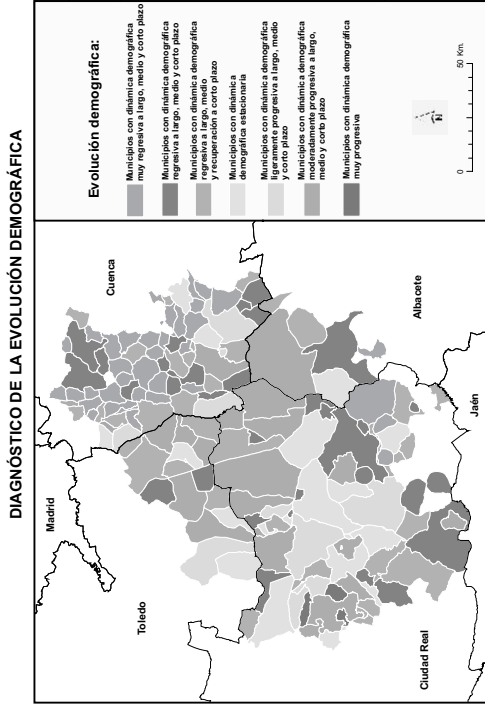 DIAGNÓSTICO DE LA EVOLUCIÓN DEMOGRÁFICA
Madrid
Toledo
Cuenca
Albacete
Jaén
Ciudad Real
Evolución demográfica:
Municipios con dinámica demográfica
muy regresiva a largo, medio y corto plazo
Municipios con dinámica demográfica
regresiva a largo, medio y corto plazo
Municipios con dinámica demográfica
regresiva a largo, medio
y recuperación a corto plazo
Municipios con dinámica
demográfica estacionaria
Municipios con dinámica demográfica
ligeramente progresiva a largo, medio
y corto plazo
Municipios con dinámica demográfica
moderadamente progresiva a largo,
medio y corto plazo
Municipios con dinámica demográfica
muy progresiva
N
0
50 Km.